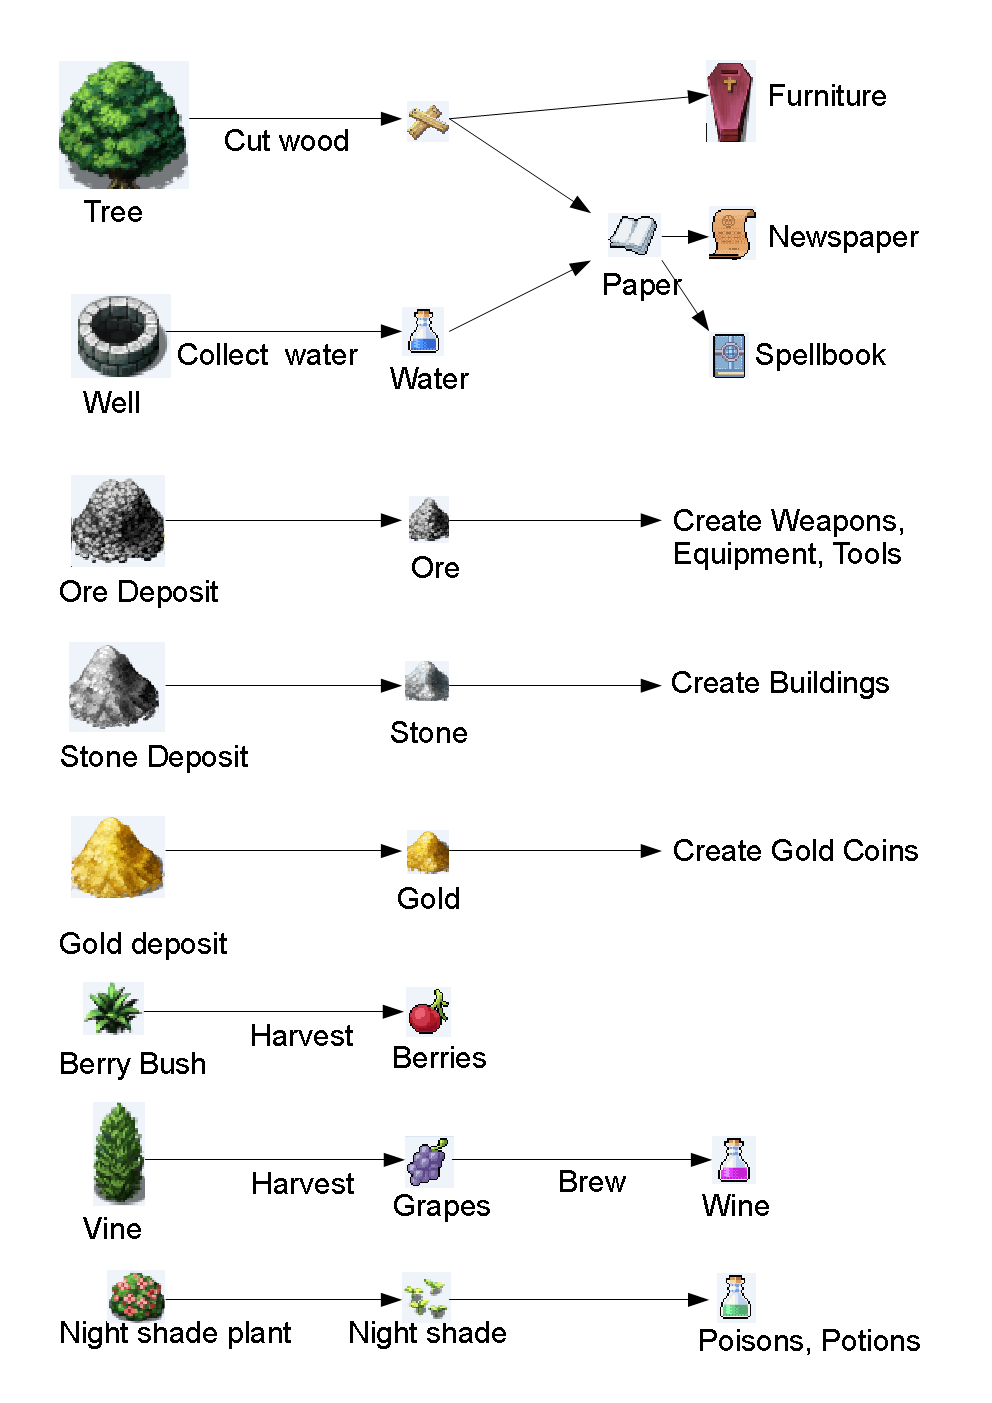 Furniture
Cut wood
Tree
Newspaper
Paper
Collect  water
Spellbook
Water
Well
Create Weapons,
Equipment, Tools
Ore
Ore Deposit
Create Buildings
Stone
Stone Deposit
Create Gold Coins
Gold
Gold deposit
Harvest
Berry Bush
Berries
Harvest
Brew
Grapes
Wine
Vine
Night shade plant
Night shade
Poisons, Potions